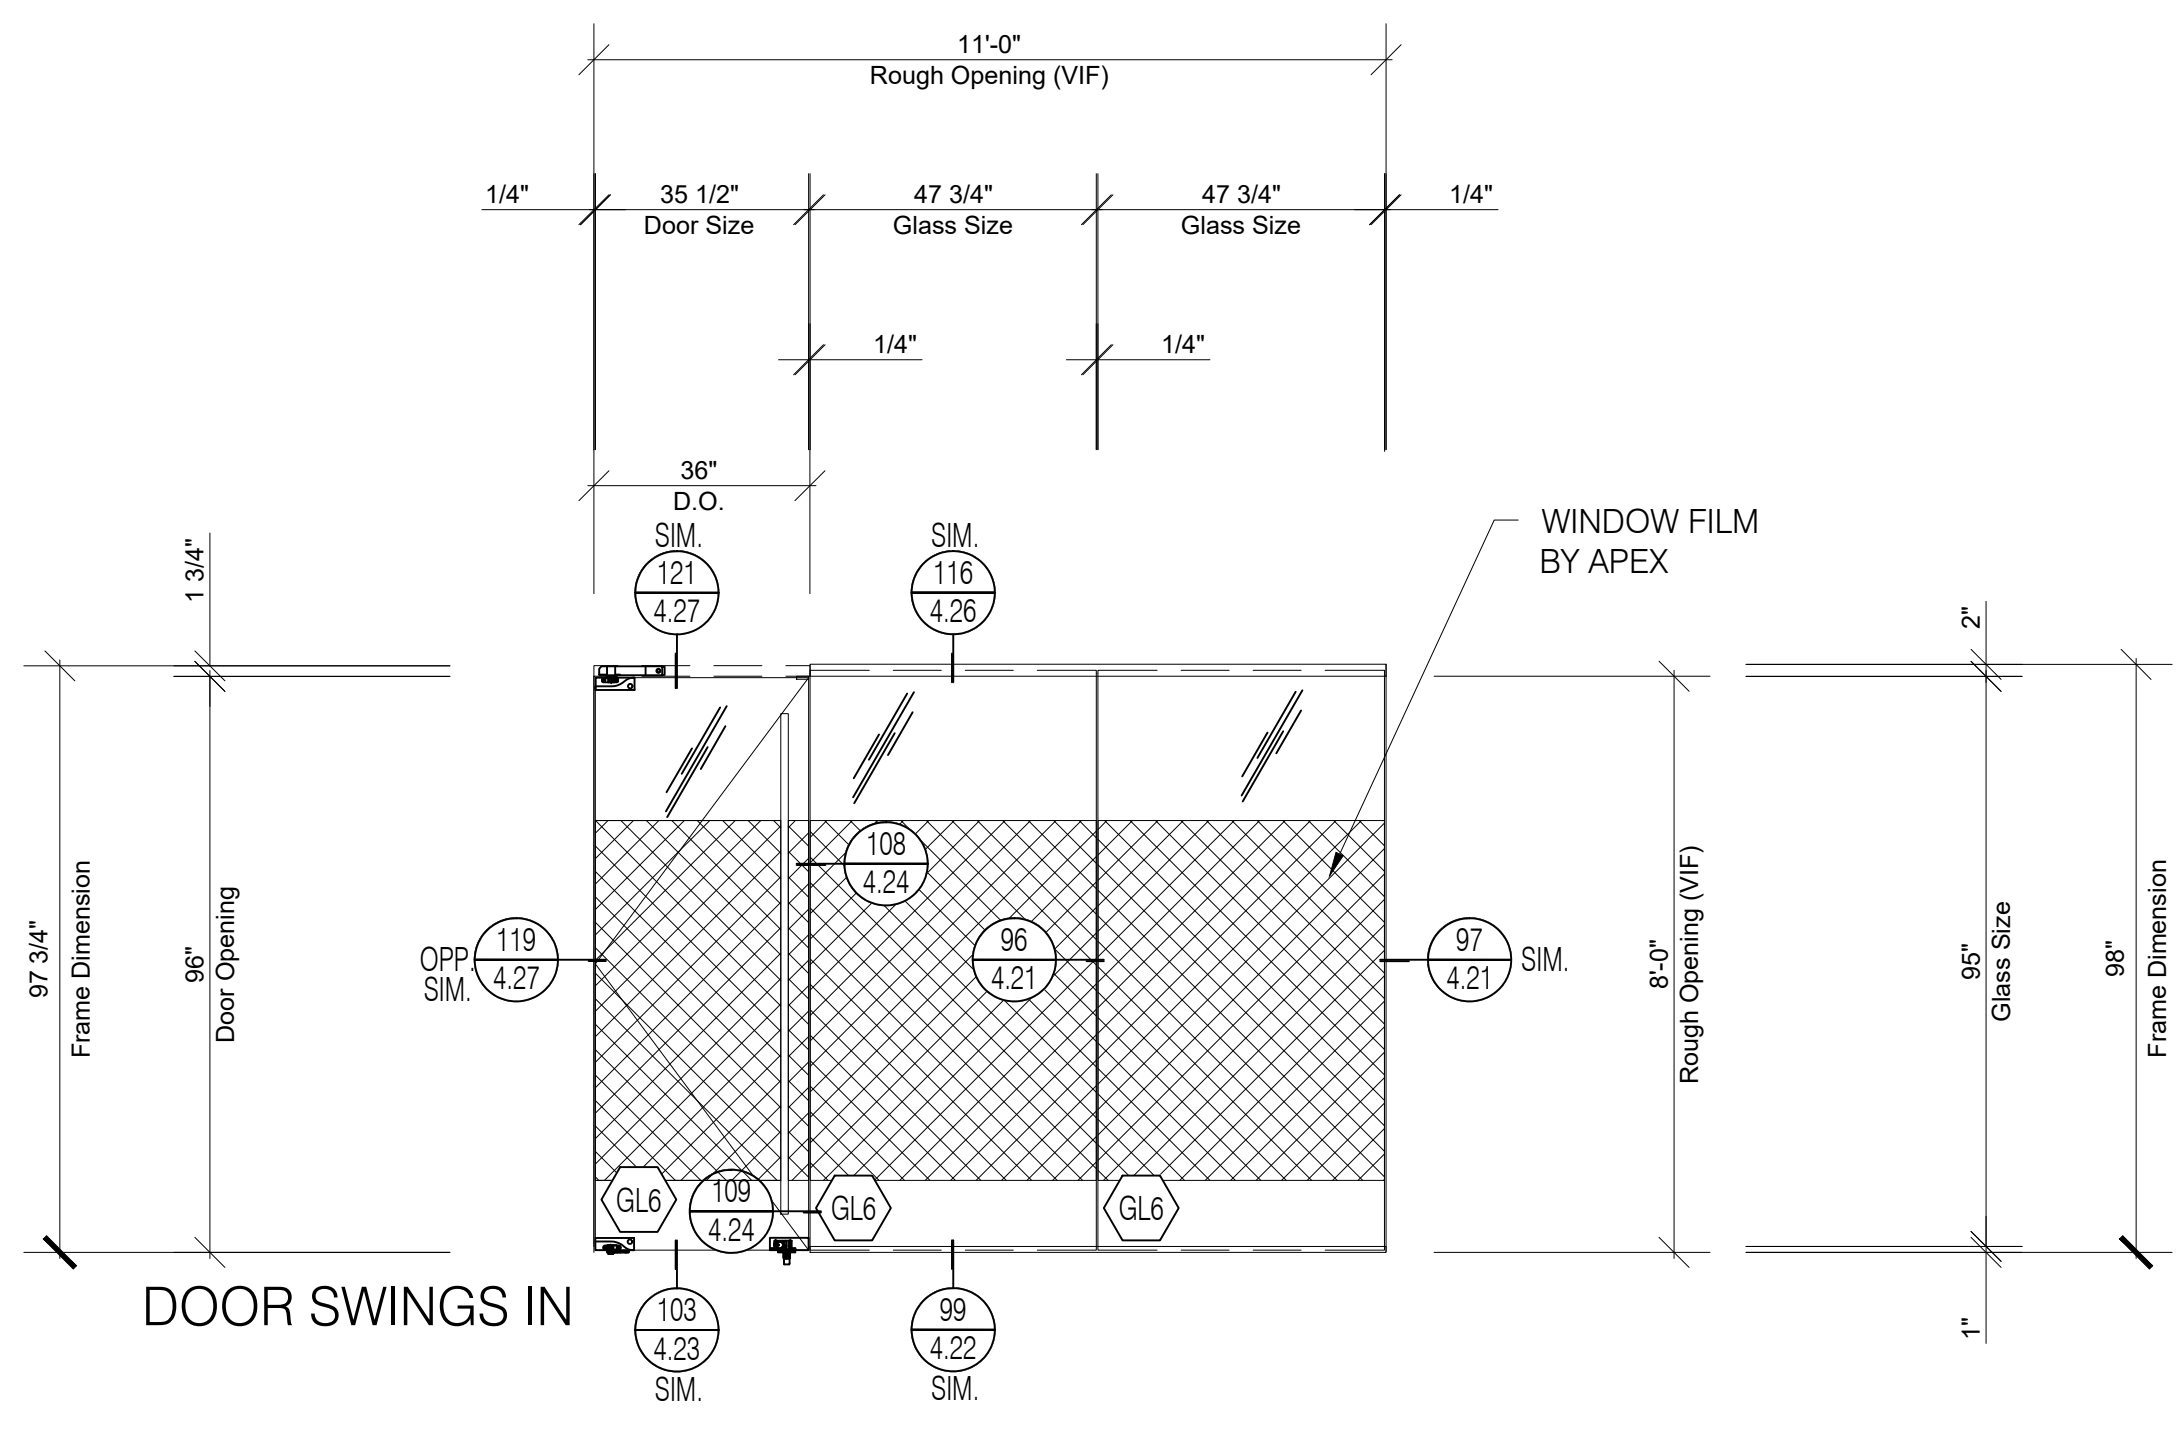 11'-0"
Rough Opening (VIF)
1/4"
35 1/2"
Door Size
47 3/4"
Glass Size
47 3/4"
Glass Size
1/4"
1/4"
1/4"
36"
D.O.
SIM.
121
4.27
SIM.
116
4.26
WINDOW FILM
BY APEX
1 3/4"
2"
108
4.24
97 3/4"
Frame Dimension
96"
Door Opening
OPP.
SIM.
119
4.27
96
4.21
97
4.21
SIM.
8'-0"
Rough Opening (VIF)
95"
Glass Size
98"
Frame Dimension
GL6
109
4.24
GL6
GL6
DOOR SWINGS IN
103
4.23
SIM.
99
4.22
SIM.
1"